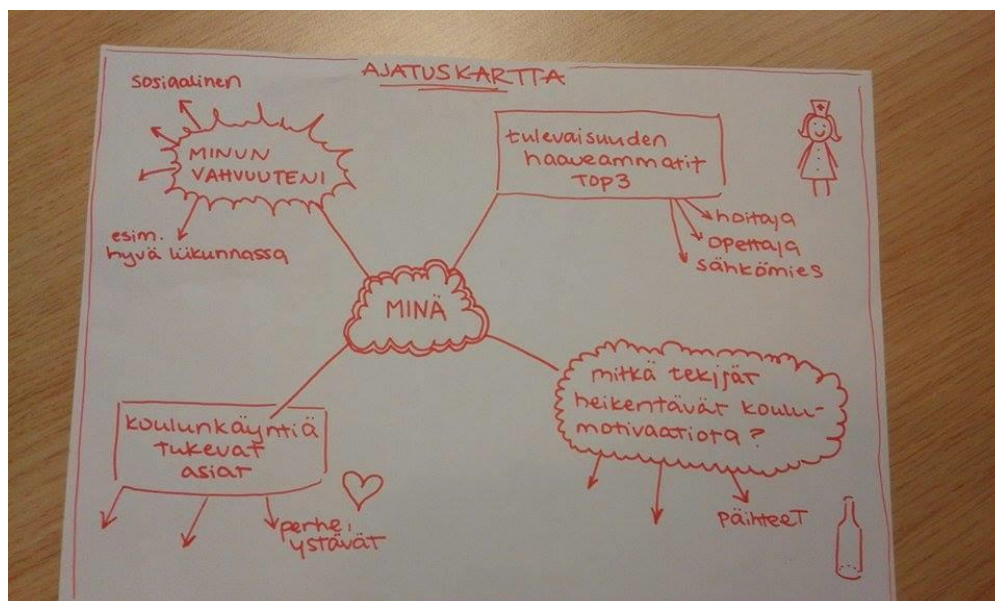 AJATUSKARTTA
sosiaalinen
MINUN
VAHVUUTENI
esim.
hyvä liikunnassa
tulevaisuuden
haaveammatit
TOP3
hoitaja
opettaja
sähkömies
MINÄ
koulunkäyntiä
tukevat
asiat
perhe,
ystävät
mitkä tekijät
heikentävät koulu-
motivaatiota?
päihteet